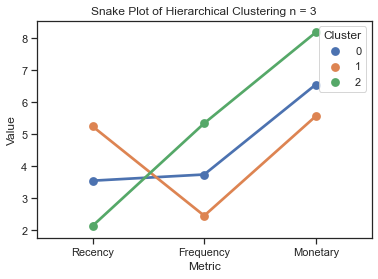 Snake Plot of Hierarchical Clustering n = 3
8
7
6
5
4
3
2
Value
Cluster
0
1
2
Recency
Frequency
Monetary
Metric